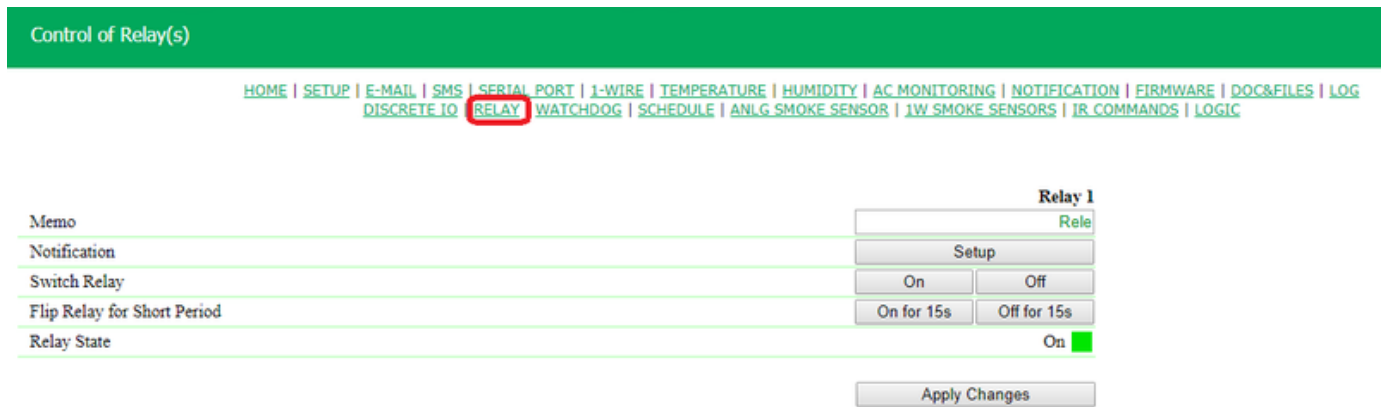 Control of Relay(s)
HOME | SETUP | E-MAIL | SMS | SERIAL PORT | 1-WIRE | TEMPERATURE | HUMIDITY | AC MONITORING | NOTIFICATION | FIRMWARE | DOC&FILES | LOG
DISCRETE IO | RELAY | WATCHDOG | SCHEDULE | ANLG SMOKE SENSOR | 1W SMOKE SENSORS | IR COMMANDS | LOGIC
Relay 1
Memo Rele
Notification Setup
Switch Relay On Off
Flip Relay for Short Period On for 15s Off for 15s
Relay State On
Apply Changes